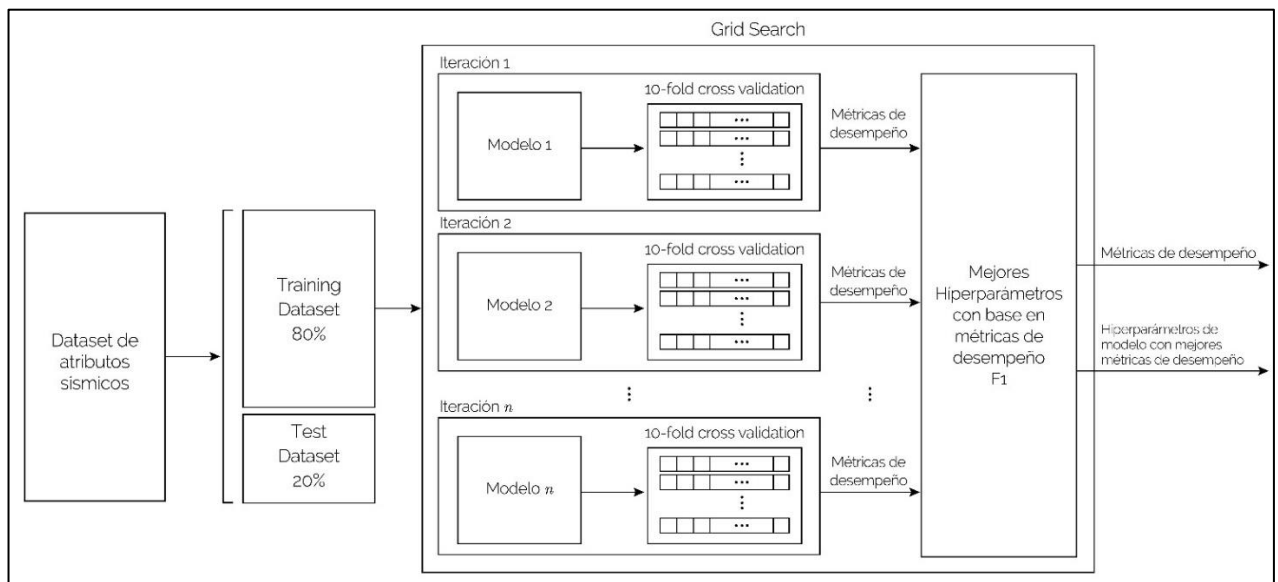 Grid Search
Dataset de
atributos
sísmicos
Training
Dataset
80%
Test
Dataset
20%
Iteración 1
Modelo 1
10-fold cross validation
...
...
...
Métricas de
desempeño
Iteración 2
Modelo 2
10-fold cross validation
...
...
...
Métricas de
desempeño
Iteración n
Modelo n
10-fold cross validation
...
...
...
Métricas de
desempeño
Mejores
Hiperparámetros
con base en
métricas de
desempeño
F1
Métricas de desempeño
Hiperparámetros de
modelo con mejores
métricas de desempeño